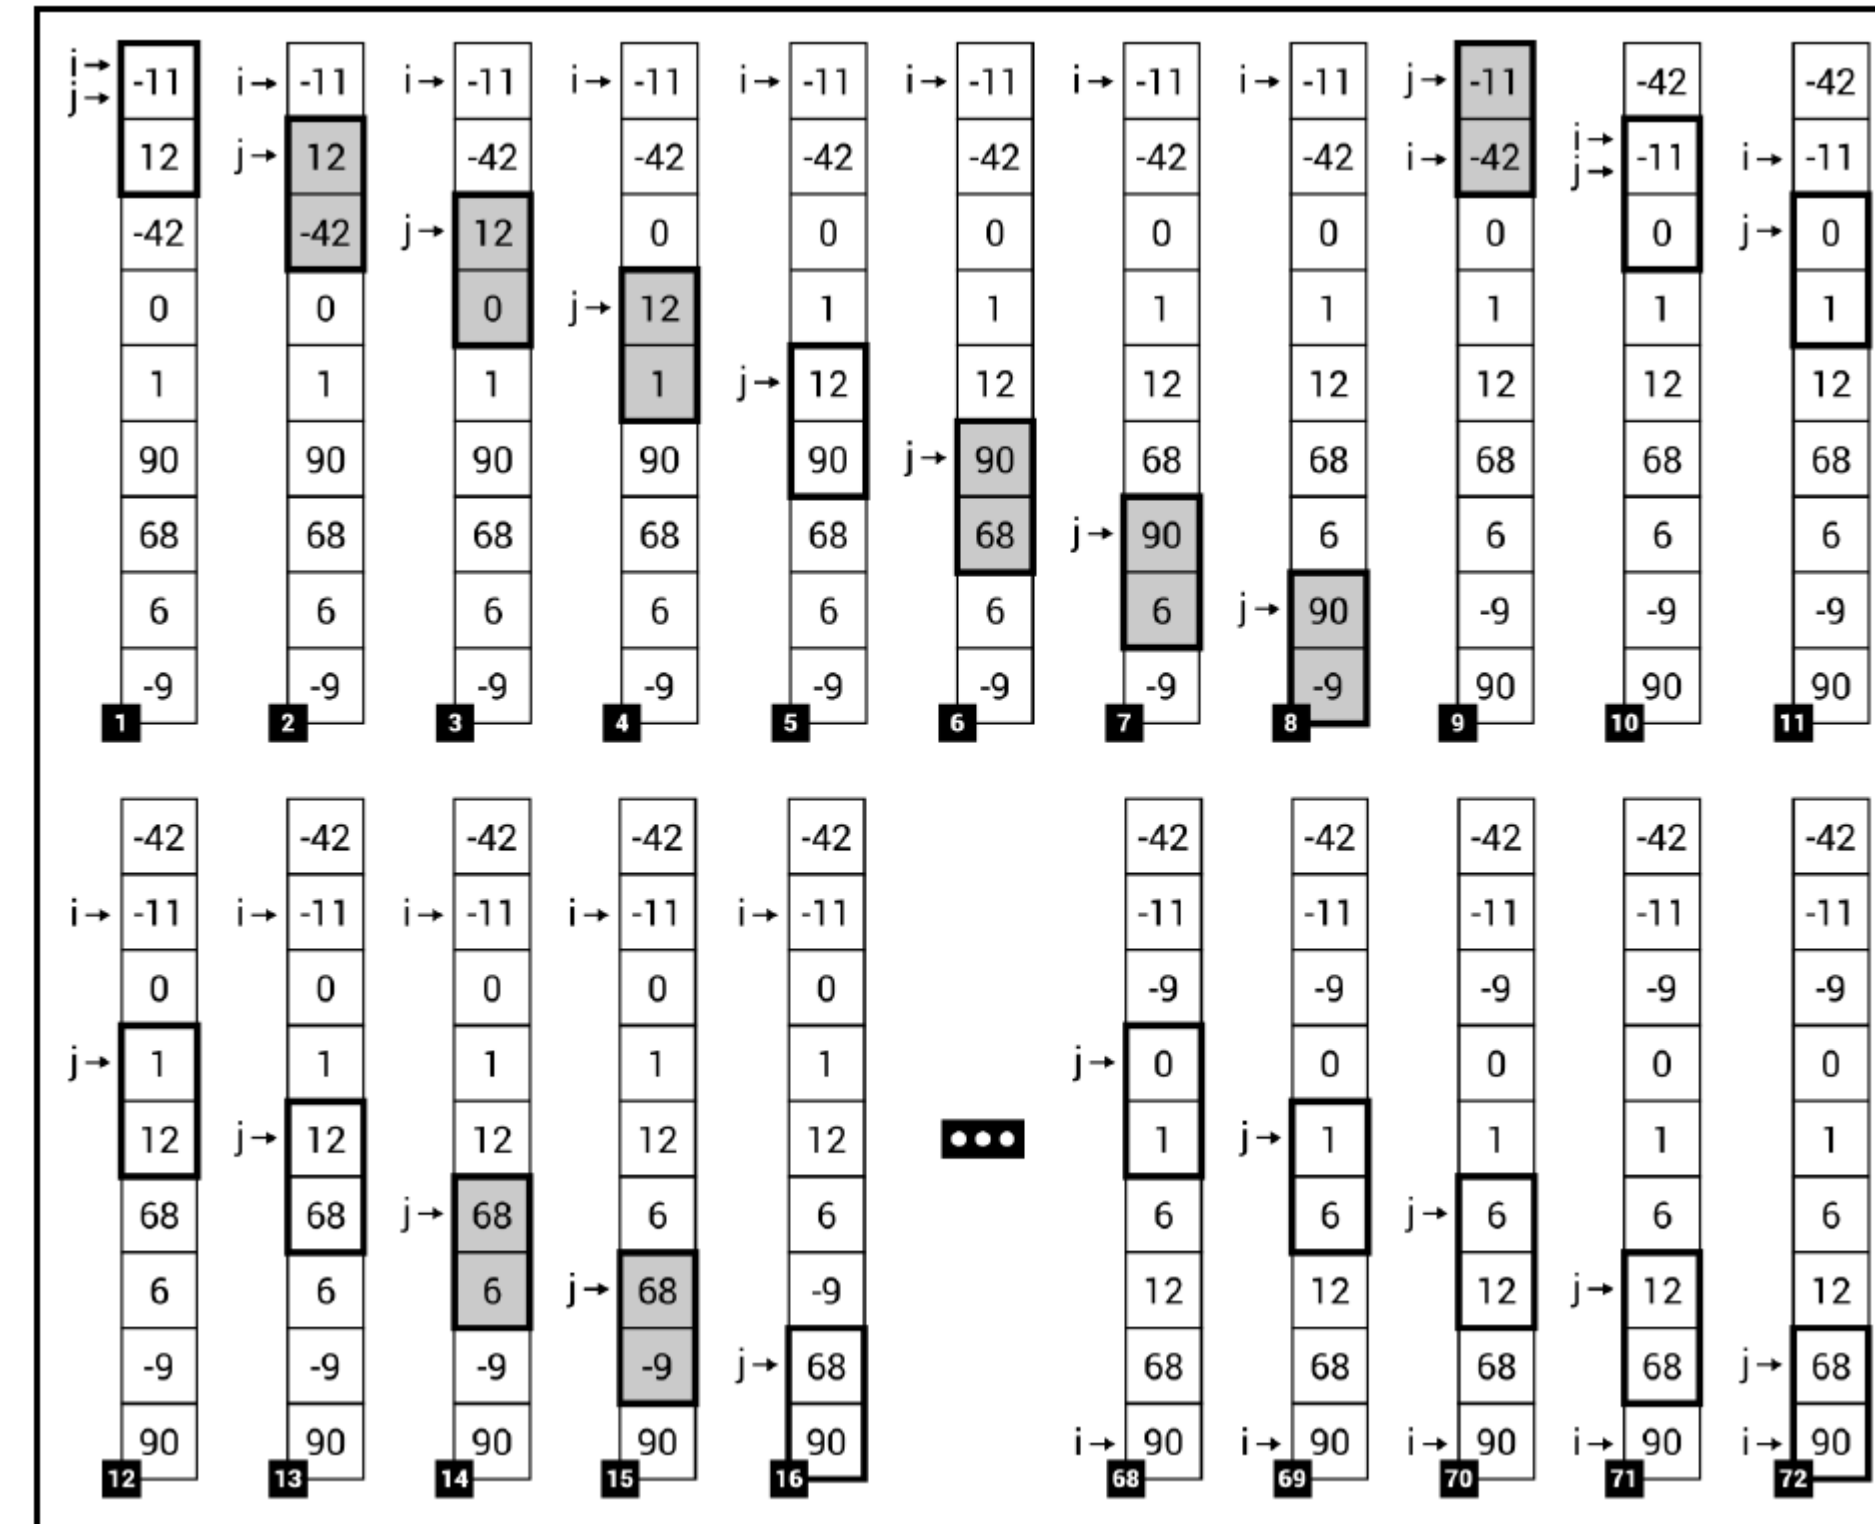 i→ -11 i→ -11 i→ -11 i→ -11 i→ -11 i→ -11 i→ -11 i→ -11 j→ -11 -42 -42
j→
12 j→ 12 -42 -42 -42 -42 -42 -42 i→ -42 i→ -11 i→ -11
j→
-42 -42 j→ 12 0 0 0 0 0 0 0 j→ 0
0 0 0 j→ 12 1 1 1 1 1 1 1
1 1 1 1 j→ 12 12 12 12 12 12 12
90 90 90 90 90 j→ 90 68 68 68 68 68
68 68 68 68 68 68 j→ 90 6 6 6 6
6 6 6 6 6 6 6 j→ 90 -9 -9 -9
-9 -9 -9 -9 -9 -9 -9 -9 90 90 90
1 2 3 4 5 6 7 8 9 10 11
-42 -42 -42 -42 -42 -42 -42 -42 -42 -42
i→ -11 i→ -11 i→ -11 i→ -11 i→ -11 -11 -11 -11 -11 -11
0 0 0 0 0 -9 -9 -9 -9 -9
j→ 1 1 1 1 1 j→ 0 0 0 0 0
12 j→ 12 12 12 12 ••• 1 j→ 1 1 1 1
68 68 j→ 68 6 6 6 6 j→ 6 6 6
6 6 6 j→ 68 -9 12 12 12 j→ 12 12
-9 -9 -9 -9 j→ 68 68 68 68 68 j→ 68
90 90 90 90 90 i→ 90 i→ 90 i→ 90 i→ 90 i→ 90
12 13 14 15 16 68 69 70 71 72